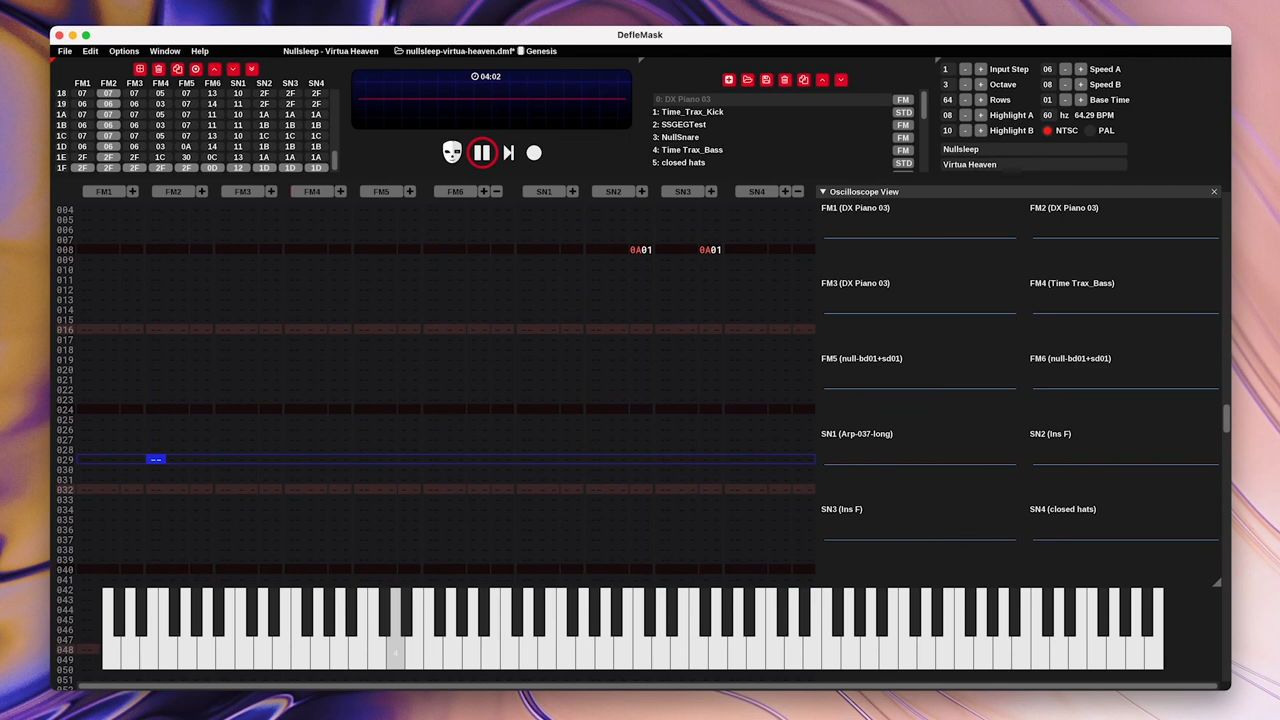 DefleMask
File Edit Options Window Help Nullsleep - Virtua Heaven nullsleep-virtua-heaven.dmf* Genesis
FM1 FM2 FM3 FM4 FM5 FM6 SN1 SN2 SN3 SN4
18 07 07 07 05 07 13 10 2F 2F 2F
19 06 06 06 03 06 14 11 2F 2F 2F
1A 07 07 07 05 07 11 10 1A 1A 1A
1B 06 06 06 03 06 14 11 1B 1B 1B
1C 07 07 07 05 07 13 10 1C 1C 1C
1D 06 06 06 03 0A 14 11 1B 1B 1B
1E 2F 2F 1C 30 0C 13 1A 1A 1A 1A
1F 2F 2F 2F 2F 2F 0D 12 1D 1D 1D
04:02
0: DX Piano 03 FM
1: Time_Trax_Kick STD
2: SSGEGTest FM
3: NullSnare FM
4: Time Trax_Bass FM
5: closed hats STD
1 - + Input Step 06 - + Speed A
3 - + Octave 08 - + Speed B
64 - + Rows 01 - + Base Time
08 - + Highlight A 60 hz 64.29 BPM
10 - + Highlight B NTSC PAL
Nullsleep
Virtua Heaven
FM1 + FM2 + FM3 + FM4 + FM5 + FM6 + − SN1 + SN2 + SN3 + SN4 + −
004
005
006
007
008 0A01 0A01
009
010
011
012
013
014
015
016
017
018
019
020
021
022
023
024
025
026
027
028
029
030
031
032
033
034
035
036
037
038
039
040
041
042
043
044
045
046
047
048
049
050
051
Oscilloscope View
FM1 (DX Piano 03) FM2 (DX Piano 03)
FM3 (DX Piano 03) FM4 (Time Trax_Bass)
FM5 (null-bd01+sd01) FM6 (null-bd01+sd01)
SN1 (Arp-037-long) SN2 (Ins F)
SN3 (Ins F) SN4 (closed hats)
4